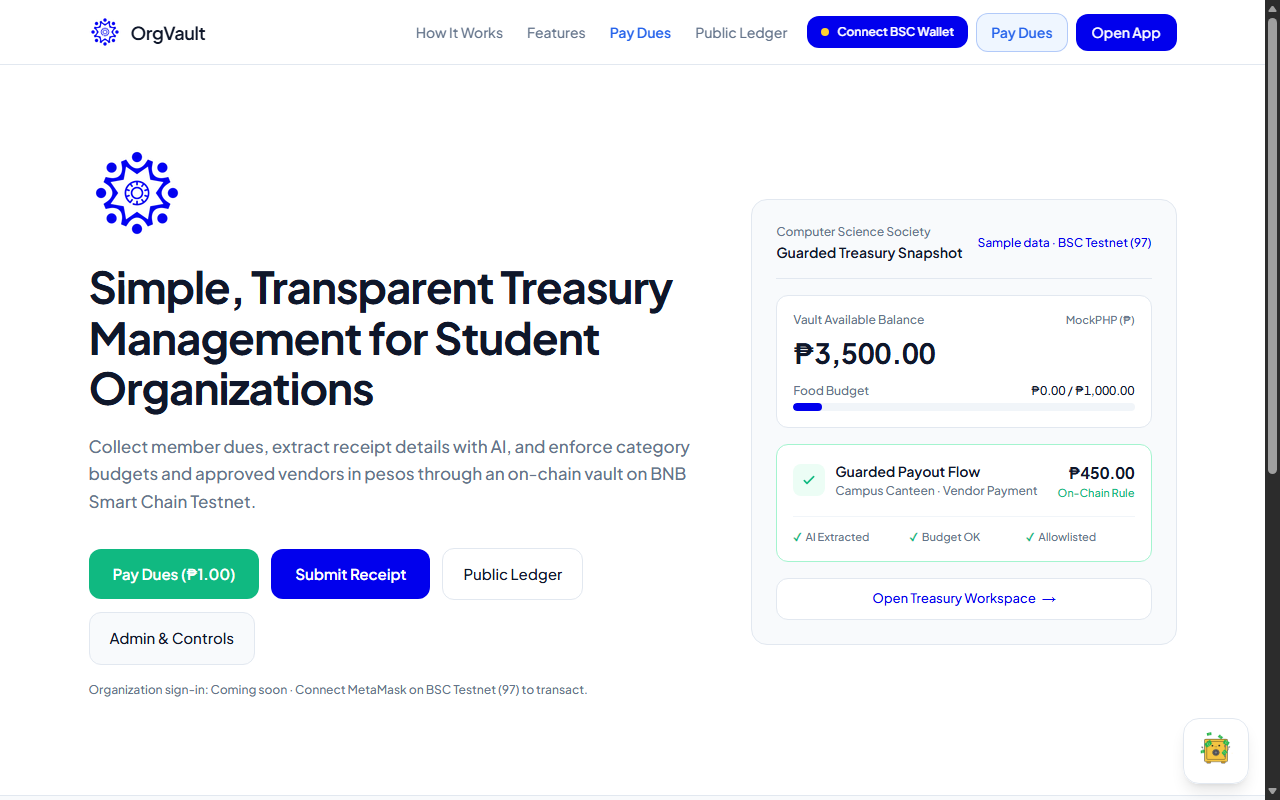 OrgVault
How It Works
Features
Pay Dues
Public Ledger
Connect BSC Wallet
Pay Dues
Open App
Simple, Transparent Treasury
Management for Student
Organizations
Collect member dues, extract receipt details with AI, and enforce category
budgets and approved vendors in pesos through an on-chain vault on BNB
Smart Chain Testnet.
Pay Dues (₱1.00)
Submit Receipt
Public Ledger
Admin & Controls
Organization sign-in: Coming soon · Connect MetaMask on BSC Testnet (97) to transact.
Computer Science Society
Guarded Treasury Snapshot
Sample data · BSC Testnet (97)
Vault Available Balance
MockPHP (₱)
₱3,500.00
Food Budget
₱0.00 / ₱1,000.00
Guarded Payout Flow
₱450.00
Campus Canteen · Vendor Payment
On-Chain Rule
✓ AI Extracted
✓ Budget OK
✓ Allowlisted
Open Treasury Workspace →